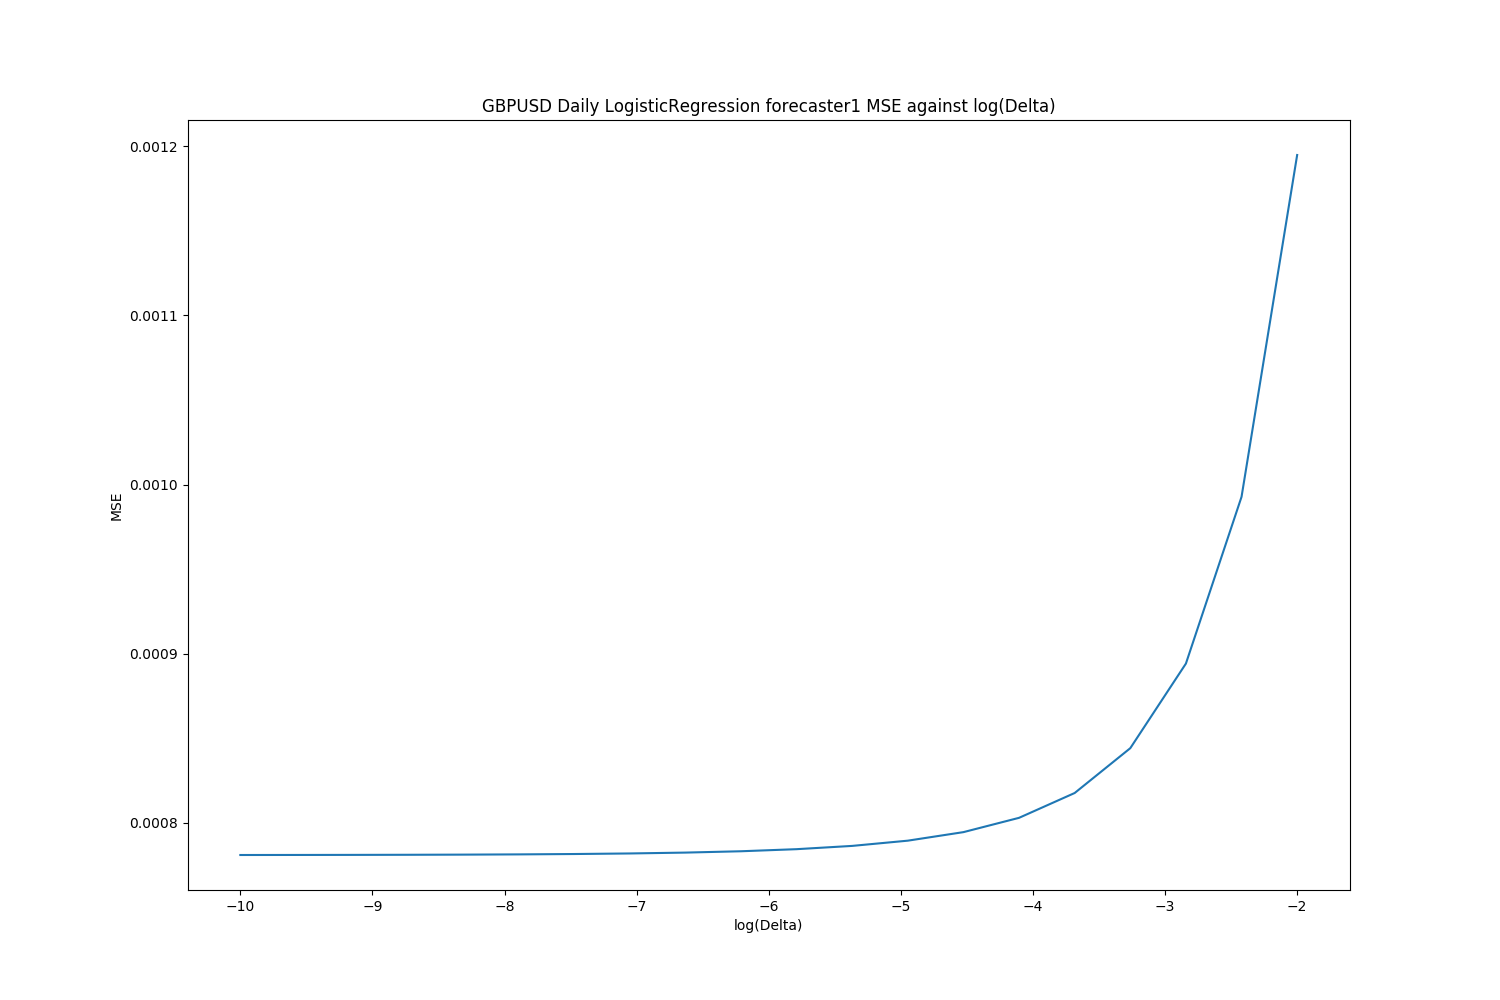 GBPUSD Daily LogisticRegression forecaster1 MSE against log(Delta)
0.0012
0.0011
0.0010
0.0009
0.0008
MSE
−10 −9 −8 −7 −6 −5 −4 −3 −2
log(Delta)